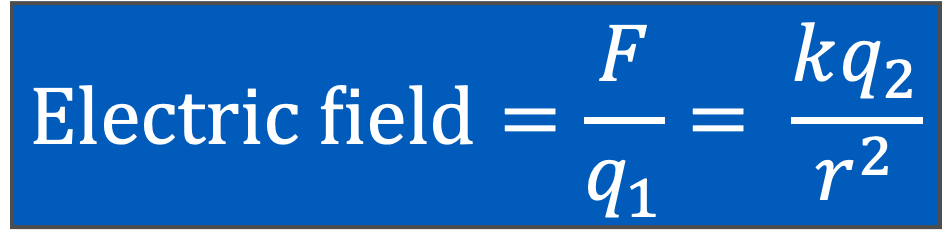 Electric field = F/q₁ = kq₂/r²